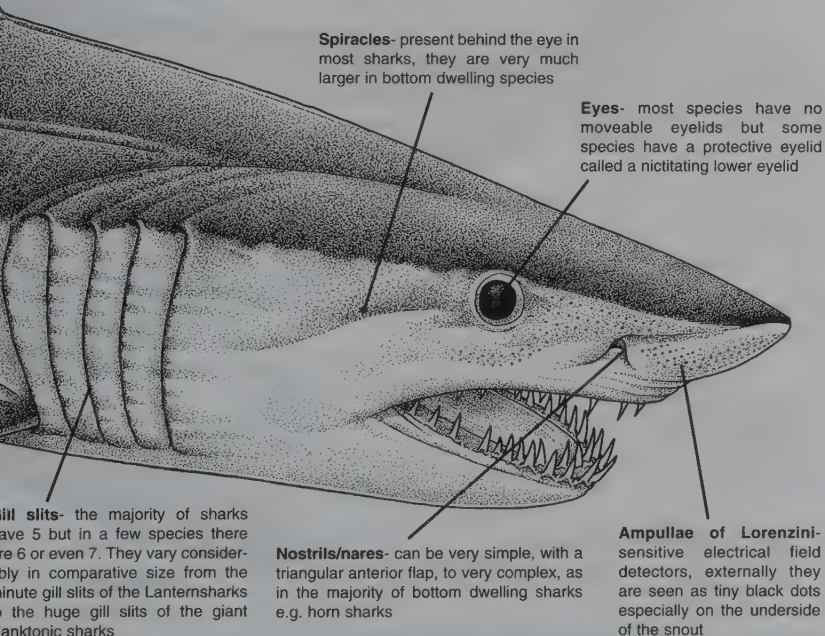 Spiracles- present behind the eye in
most sharks, they are very much
larger in bottom dwelling species
Eyes- most species have no
moveable eyelids but some
species have a protective eyelid
called a nictitating lower eyelid
ill slits- the majority of sharks
ave 5 but in a few species there
re 6 or even 7. They vary consider-
bly in comparative size from the
inute gill slits of the Lanternsharks
o the huge gill slits of the giant
lanktonic sharks
Nostrils/nares- can be very simple, with a
triangular anterior flap, to very complex, as
in the majority of bottom dwelling sharks
e.g. horn sharks
Ampullae of Lorenzini-
sensitive electrical field
detectors, externally they
are seen as tiny black dots
especially on the underside
of the snout